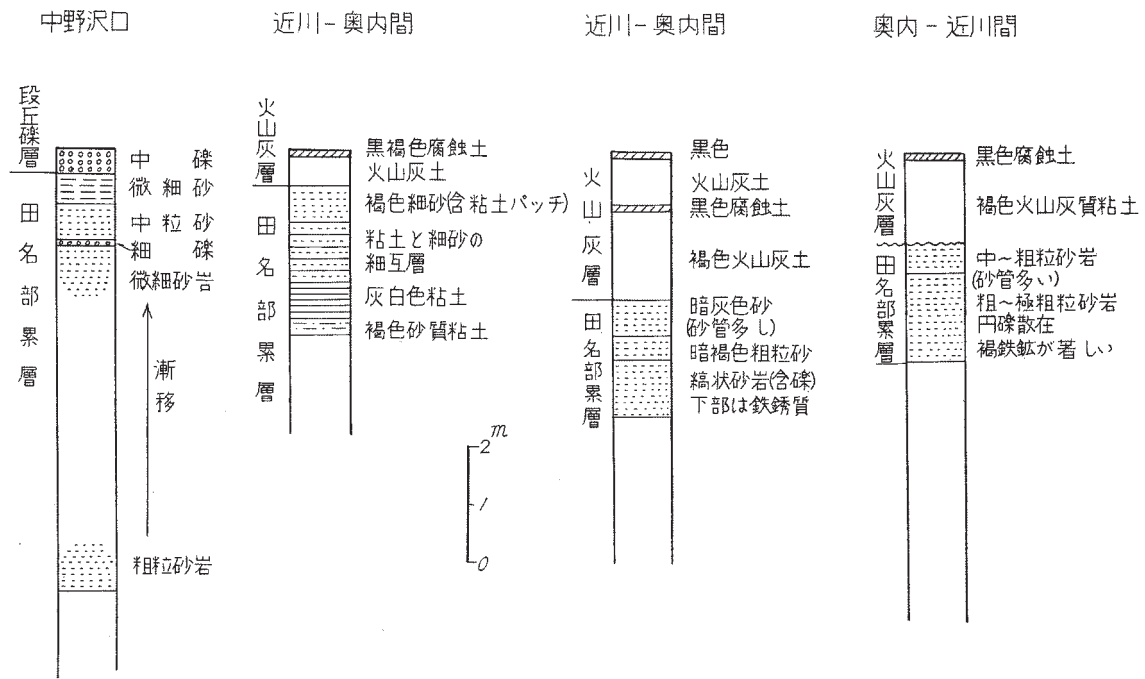 中野沢口
近川-奥内間
近川-奥内間
奥内-近川間
段丘礫層
田名部累層
中 礫
微細砂
中粒砂
細 礫
微細砂岩
漸移
粗粒砂岩
火山灰層
田名部累層
黒褐色腐蝕土
火山灰土
褐色細砂(含粘土パッチ)
粘土と細砂の
細互層
灰白色粘土
褐色砂質粘土
2m
1
0
火山灰層
田名部累層
黒色
火山灰土
黒色腐蝕土
褐色火山灰土
暗灰色砂
(砂管多し)
暗褐色粗粒砂
縞状砂岩(含礫)
下部は鉄銹質
火山灰層
田名部累層
黒色腐蝕土
褐色火山灰質粘土
中~粗粒砂岩
(砂管多い)
粗~極粗粒砂岩
円礫散在
褐鉄鉱が著しい